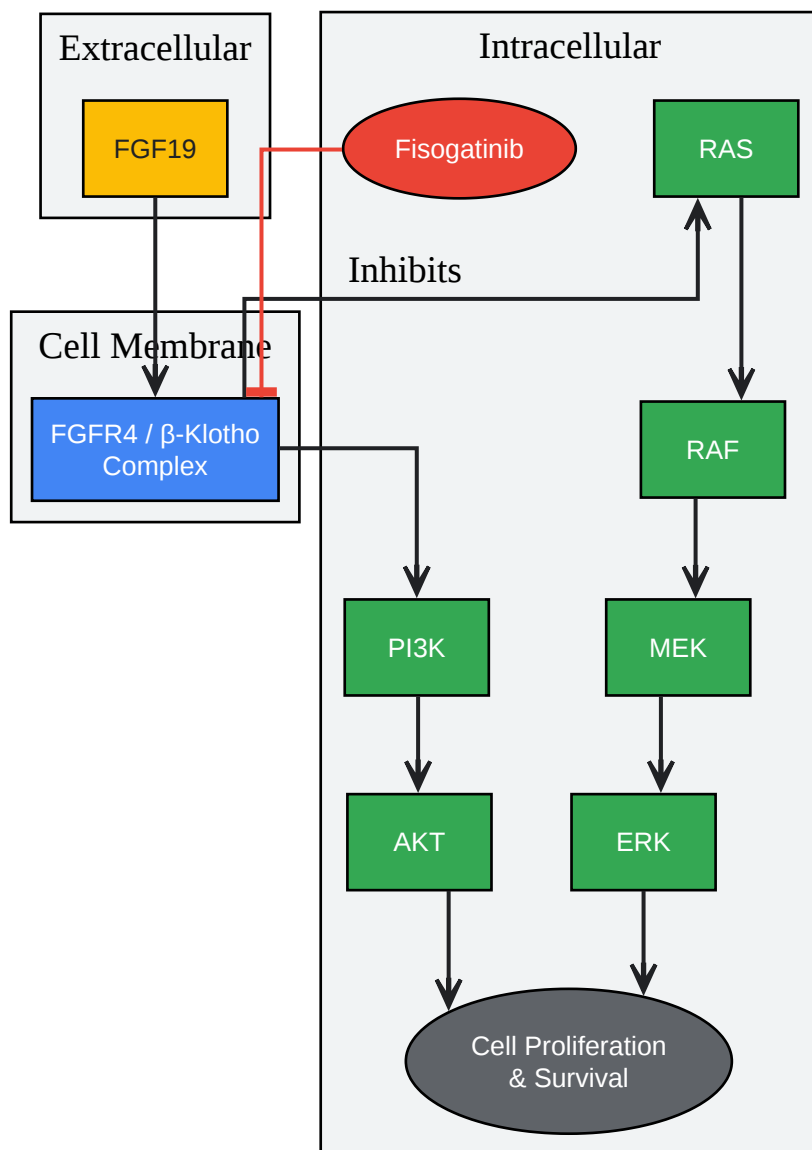 Extracellular
Intracellular
FGF19
Fisogatinib
RAS
Inhibits
Cell Membrane
FGFR4 / β-Klotho
Complex
RAF
PI3K
MEK
AKT
ERK
Cell Proliferation
& Survival